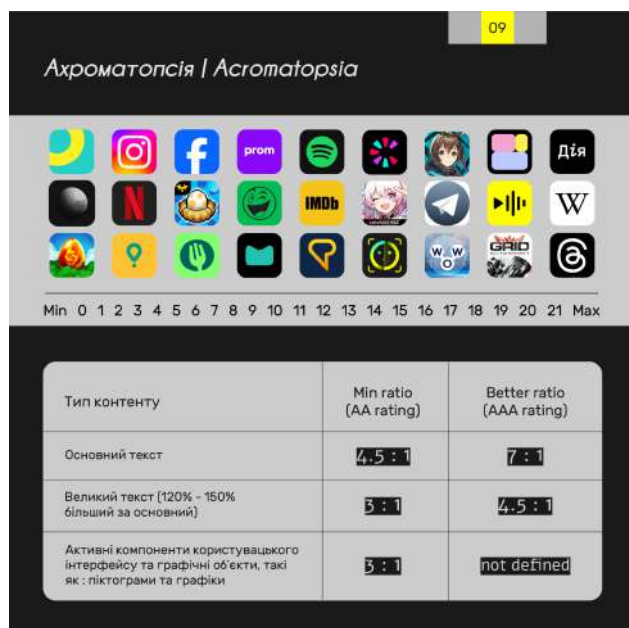 09
Ахроматопсія | Acromatopsia
prom
Дія
N
IMDb
W
W W
O
GRID
Min 0 1 2 3 4 5 6 7 8 9 10 11 12 13 14 15 16 17 18 19 20 21 Max
Тип контенту
Min ratio
(AA rating)
Better ratio
(AAA rating)
Основний текст
4.5 : 1
7 : 1
Великий текст (120% - 150%
більший за основний)
3 : 1
4.5 : 1
Активні компоненти користувацького
інтерфейсу та графічні об'єкти, такі
як : піктограми та графіки
3 : 1
not defined